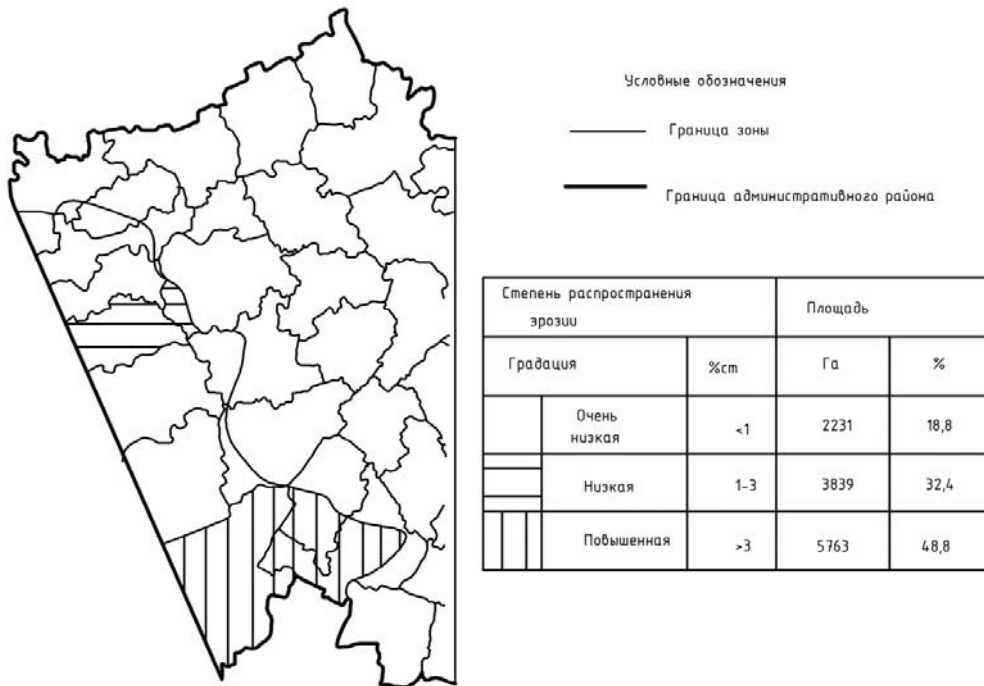 Условные обозначения
Граница зоны
Граница административного района
Степень распространения
эрозии
Площадь
Градация
%ст
Га
%
Очень
низкая
<1
2231
18,8
Низкая
1-3
3839
32,4
Повышенная
>3
5763
48,8